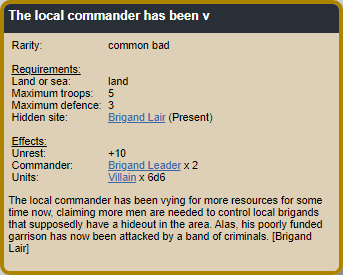 The local commander has been v
Rarity: common bad
Requirements:
Land or sea: land
Maximum troops: 5
Maximum defence: 3
Hidden site: Brigand Lair (Present)
Effects:
Unrest: +10
Commander: Brigand Leader x 2
Units: Villain x 6d6
The local commander has been vying for more resources for some
time now, claiming more men are needed to control local brigands
that supposedly have a hideout in the area. Alas, his poorly funded
garrison has now been attacked by a band of criminals. [Brigand
Lair]